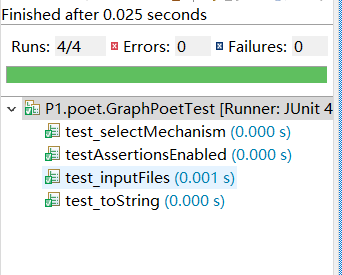 Finished after 0.025 seconds
Runs: 4/4 Errors: 0 Failures: 0
P1.poet.GraphPoetTest [Runner: JUnit 4
test_selectMechanism (0.000 s)
testAssertionsEnabled (0.000 s)
test_inputFiles (0.001 s)
test_toString (0.000 s)